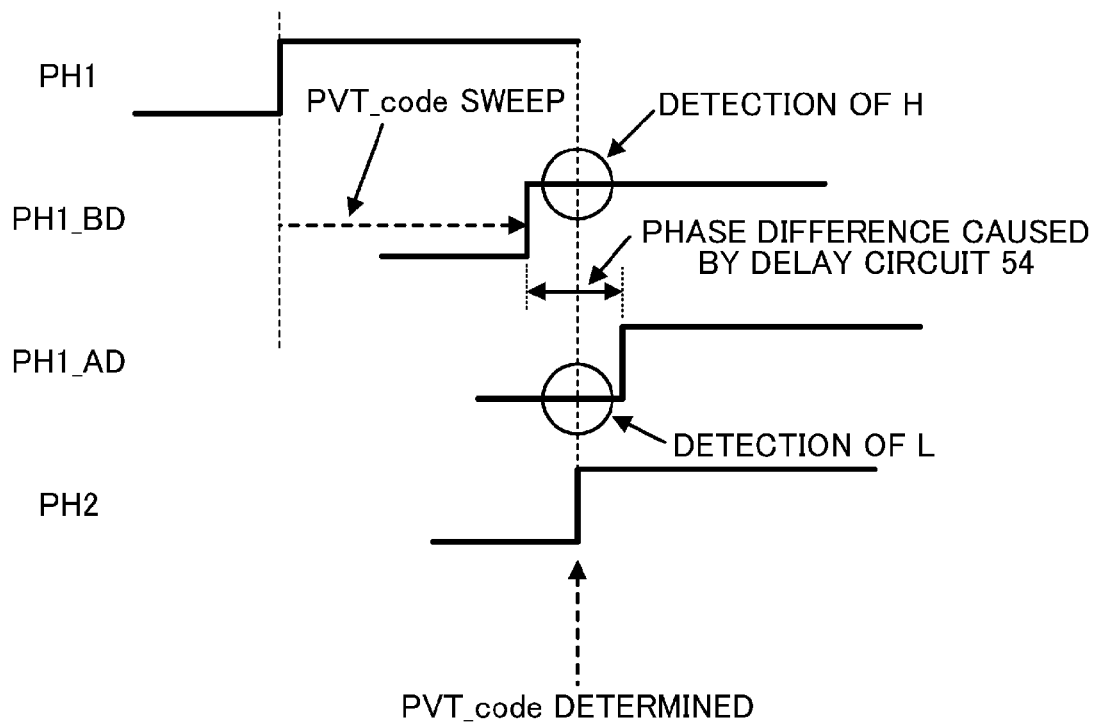 PH1
PVT_code SWEEP
DETECTION OF H
PH1_BD
PHASE DIFFERENCE CAUSED
BY DELAY CIRCUIT 54
PH1_AD
DETECTION OF L
PH2
PVT_code DETERMINED